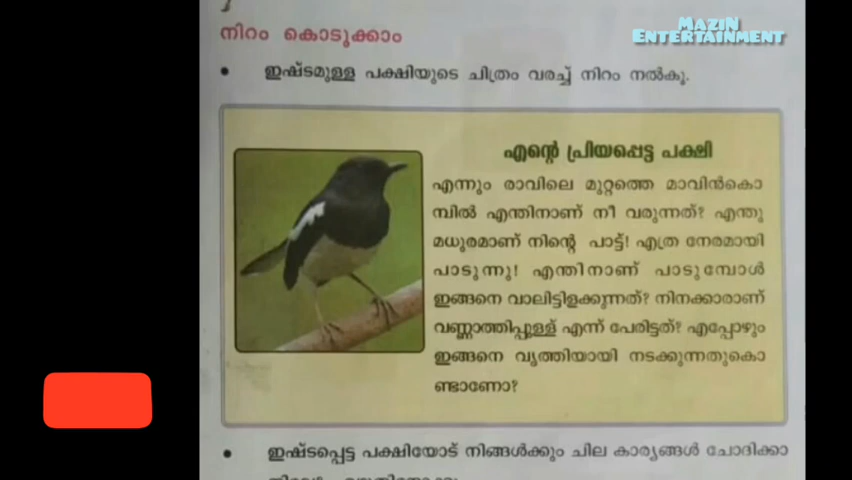 MAZIN
ENTERTAINMENT
നിറം കൊടുക്കാം
• ഇഷ്ടമുള്ള പക്ഷിയുടെ ചിത്രം വരച്ച് നിറം നൽകൂ.
എന്റെ പ്രിയപ്പെട്ട പക്ഷി
എന്നും രാവിലെ മുറ്റത്തെ മാവിൻകൊ
മ്പിൽ എന്തിനാണ് നീ വരുന്നത്? എന്തു
മധുരമാണ് നിന്റെ പാട്ട്! എത്ര നേരമായി
പാടുന്നു! എന്തിനാണ് പാടുമ്പോൾ
ഇങ്ങനെ വാലിട്ടിളക്കുന്നത്? നിനക്കാരാണ്
വണ്ണാത്തിപ്പുള്ള് എന്ന് പേരിട്ടത്? എപ്പോഴും
ഇങ്ങനെ വൃത്തിയായി നടക്കുന്നതുകൊ
ണ്ടാണോ?
• ഇഷ്ടപ്പെട്ട പക്ഷിയോട് നിങ്ങൾക്കും ചില കാര്യങ്ങൾ ചോദിക്കാ